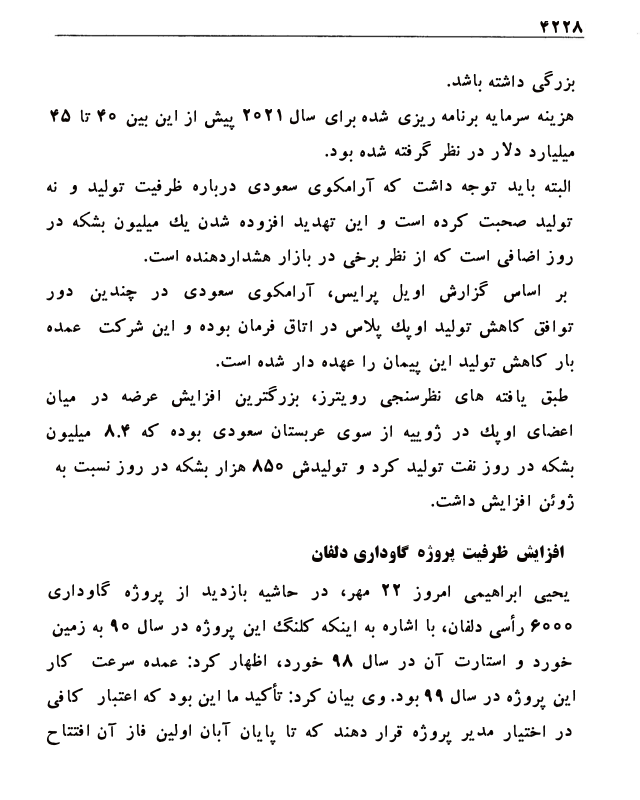 ۴۲۲۸
بزرگی داشته باشد.
هزینه سرمایه برنامه ریزی شده برای سال ۲۰۲۱ پیش از این بین ۴۰ تا ۴۵
میلیارد دلار در نظر گرفته شده بود.
البته باید توجه داشت که آرامکوی سعودی درباره ظرفیت تولید و نه
تولید صحبت کرده است و این تهدید افزوده شدن یك میلیون بشکه در
روز اضافی است که از نظر برخی در بازار هشداردهنده است.
بر اساس گزارش اویل پرایس، آرامکوی سعودی در چندین دور
توافق کاهش تولید اوپك پلاس در اتاق فرمان بوده و این شرکت عمده
بار کاهش تولید این پیمان را عهده دار شده است.
طبق یافته های نظرسنجی رویترز، بزرگترین افزایش عرضه در میان
اعضای اوپك در ژوییه از سوی عربستان سعودی بوده که ۸.۴ میلیون
بشکه در روز نفت تولید کرد و تولیدش ۸۵۰ هزار بشکه در روز نسبت به
ژوئن افزایش داشت.
افزایش ظرفیت پروژه گاوداری دلفان
یحیی ابراهیمی امروز ۲۲ مهر، در حاشیه بازدید از پروژه گاوداری
۶۰۰۰ رأسی دلفان، با اشاره به اینکه کلنگ این پروژه در سال ۹۰ به زمین
خورد و استارت آن در سال ۹۸ خورد، اظهار کرد: عمده سرعت کار
این پروژه در سال ۹۹ بود. وی بیان کرد: تأکید ما این بود که اعتبار کافی
در اختیار مدیر پروژه قرار دهند که تا پایان آبان اولین فاز آن افتتاح